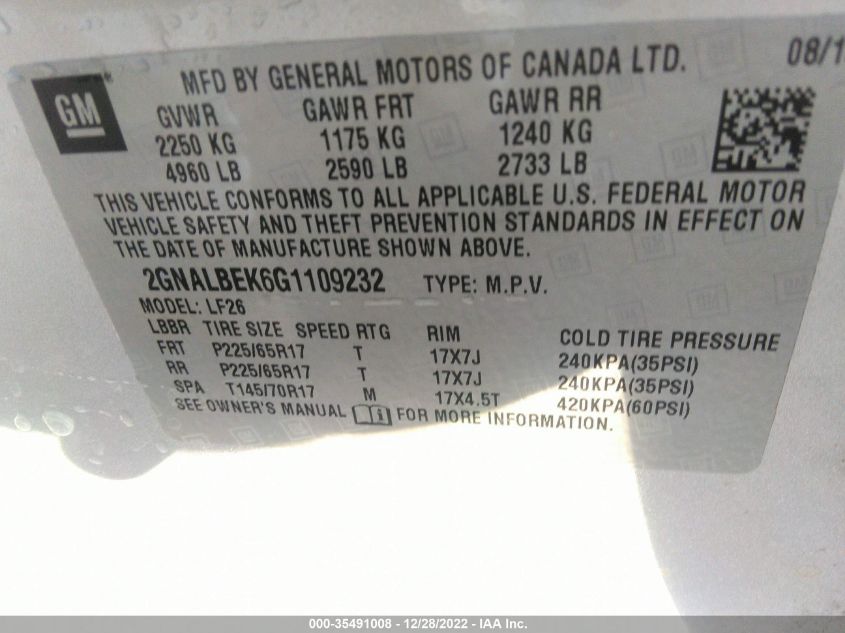 MFD BY GENERAL MOTORS OF CANADA LTD. 08/1
GM
GVWR GAWR FRT GAWR RR
2250 KG 1175 KG 1240 KG
4960 LB 2590 LB 2733 LB
THIS VEHICLE CONFORMS TO ALL APPLICABLE U.S. FEDERAL MOTOR
VEHICLE SAFETY AND THEFT PREVENTION STANDARDS IN EFFECT ON
THE DATE OF MANUFACTURE SHOWN ABOVE.
2GNALBEK6G1109232 TYPE: M.P.V.
MODEL: LF26
LBBR TIRE SIZE SPEED RTG RIM COLD TIRE PRESSURE
FRT P225/65R17 T 17X7J 240KPA(35PSI)
RR P225/65R17 T 17X7J 240KPA(35PSI)
SPA T145/70R17 M 17X4.5T 420KPA(60PSI)
SEE OWNER'S MANUAL FOR MORE INFORMATION.
000-35491008 - 12/28/2022 - IAA Inc.